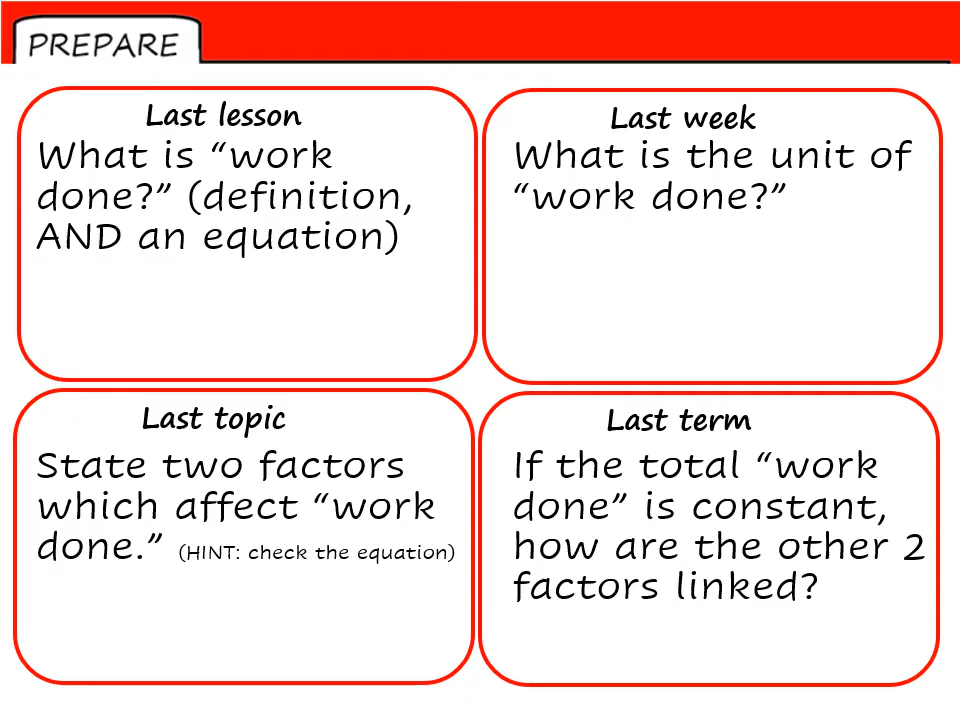 PREPARE
Last lesson
What is “work
done?” (definition,
AND an equation)
Last week
What is the unit of
“work done?”
Last topic
State two factors
which affect “work
done.” (HINT: check the equation)
Last term
If the total “work
done” is constant,
how are the other 2
factors linked?